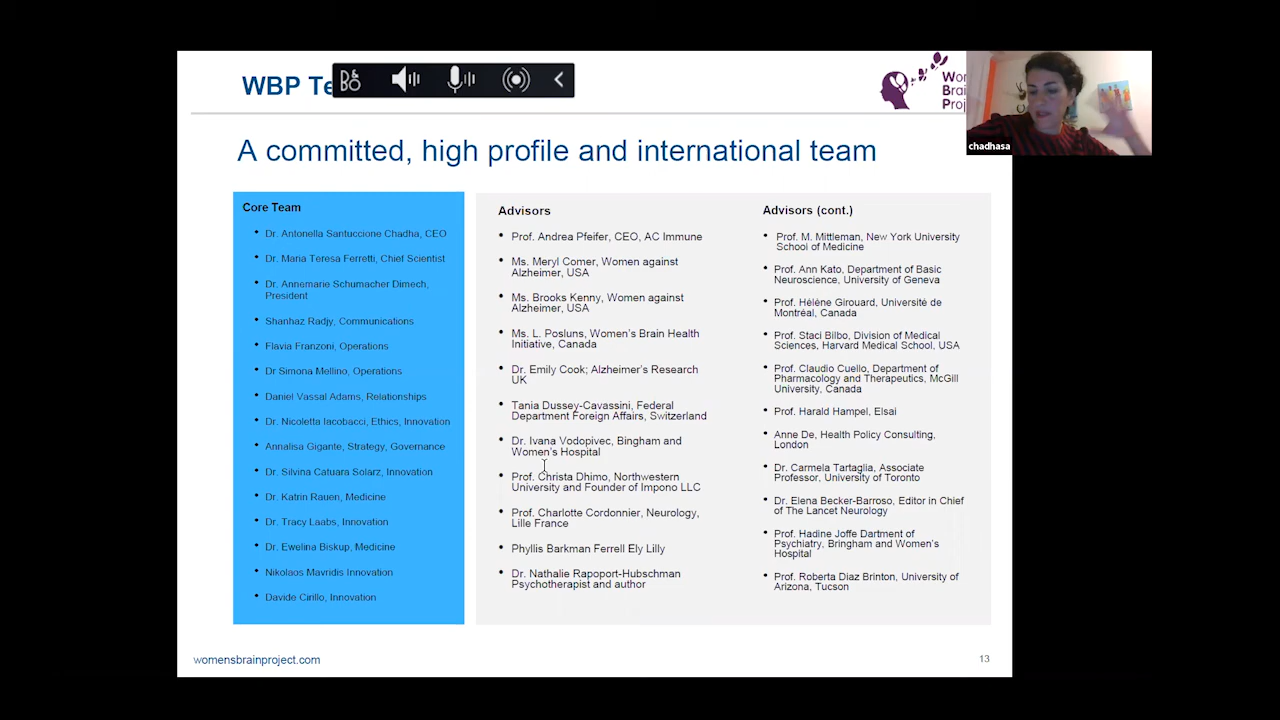 WBP Te
B&O
Wom
Brai
Proj
chadhasa
A committed, high profile and international team
Core Team
• Dr. Antonella Santuccione Chadha, CEO
• Dr. Maria Teresa Ferretti, Chief Scientist
• Dr. Annemarie Schumacher Dimech,
President
• Shanhaz Radjy, Communications
• Flavia Franzoni, Operations
• Dr Simona Mellino, Operations
• Daniel Vassal Adams, Relationships
• Dr. Nicoletta Iacobacci, Ethics, Innovation
• Annalisa Gigante, Strategy, Governance
• Dr. Silvina Catuara Solarz, Innovation
• Dr. Katrin Rauen, Medicine
• Dr. Tracy Laabs, Innovation
• Dr. Ewelina Biskup, Medicine
• Nikolaos Mavridis Innovation
• Davide Cirillo, Innovation
Advisors
• Prof. Andrea Pfeifer, CEO, AC Immune
• Ms. Meryl Comer, Women against
Alzheimer, USA
• Ms. Brooks Kenny, Women against
Alzheimer, USA
• Ms. L. Posluns, Women's Brain Health
Initiative, Canada
• Dr. Emily Cook; Alzheimer's Research
UK
• Tania Dussey-Cavassini, Federal
Department Foreign Affairs, Switzerland
• Dr. Ivana Vodopivec, Bingham and
Women's Hospital
• Prof. Christa Dhimo, Northwestern
University and Founder of Impono LLC
• Prof. Charlotte Cordonnier, Neurology,
Lille France
• Phyllis Barkman Ferrell Ely Lilly
• Dr. Nathalie Rapoport-Hubschman
Psychotherapist and author
Advisors (cont.)
• Prof. M. Mittleman, New York University
School of Medicine
• Prof. Ann Kato, Department of Basic
Neuroscience, University of Geneva
• Prof. Hélène Girouard, Université de
Montréal, Canada
• Prof. Staci Bilbo, Division of Medical
Sciences, Harvard Medical School, USA
• Prof. Claudio Cuello, Department of
Pharmacology and Therapeutics, McGill
University, Canada
• Prof. Harald Hampel, Elsai
• Anne De, Health Policy Consulting,
London
• Dr. Carmela Tartaglia, Associate
Professor, University of Toronto
• Dr. Elena Becker-Barroso, Editor in Chief
of The Lancet Neurology
• Prof. Hadine Joffe Dartment of
Psychiatry, Bringham and Women's
Hospital
• Prof. Roberta Diaz Brinton, University of
Arizona, Tucson
womensbrainproject.com
13